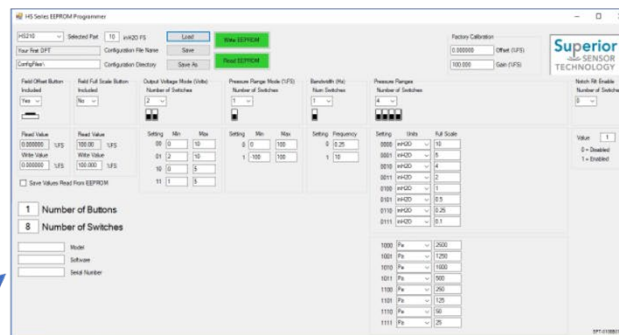 HS Series EEPROM Programmer
HS210 Selected Part 10 inH2O FS Load Write EEPROM
Your First DPT Configuration File Name Save
ConfigFiles\ Configuration Directory Save As Read EEPROM
Factory Calibration
0.000000 Offset (%FS)
100.000 Gain (%FS)
Superior
SENSOR
TECHNOLOGY
Field Offset Button
Included
Yes
Field Full Scale Button
Included
No
Output Voltage Mode (Volts)
Number of Switches
2
Pressure Range Mode (%FS)
Number of Switches
1
Bandwidth (Hz)
Num Switches
1
Pressure Ranges
Number of Switches
4
Notch Filt Enable
Number of Switches
0
Read Value
0.000000 %FS
Write Value
0.000000 %FS
Read Value
100.00 %FS
Write Value
100.000 %FS
Save Values Read From EEPROM
Setting Min Max
00 0 10
01 2 10
10 0 5
11 1 5
Setting Min Max
0 0 100
1 -100 100
Setting Frequency
0 0.25
1 10
Setting Units Full Scale
0000 inH2O 10
0001 inH2O 5
0010 inH2O 4
0011 inH2O 2
0100 inH2O 1
0101 inH2O 0.5
0110 inH2O 0.25
0111 inH2O 0.1
1000 Pa 2500
1001 Pa 1250
1010 Pa 1000
1011 Pa 500
1100 Pa 250
1101 Pa 125
1110 Pa 50
1111 Pa 25
Value 1
0 = Disabled
1 = Enabled
1 Number of Buttons
8 Number of Switches
Model
Software
Serial Number